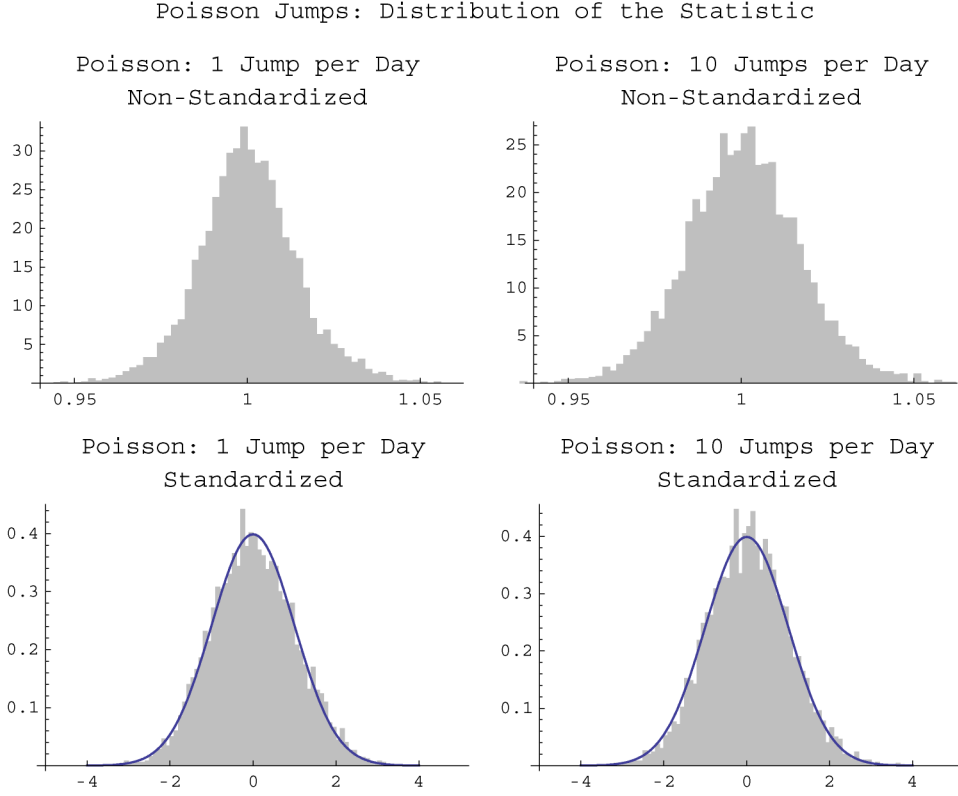 Poisson Jumps: Distribution of the Statistic
Poisson: 1 Jump per Day
Non-Standardized
30
25
20
15
10
5
0.95 1 1.05
Poisson: 10 Jumps per Day
Non-Standardized
25
20
15
10
5
0.95 1 1.05
Poisson: 1 Jump per Day
Standardized
0.4
0.3
0.2
0.1
-4 -2 0 2 4
Poisson: 10 Jumps per Day
Standardized
0.4
0.3
0.2
0.1
-4 -2 0 2 4